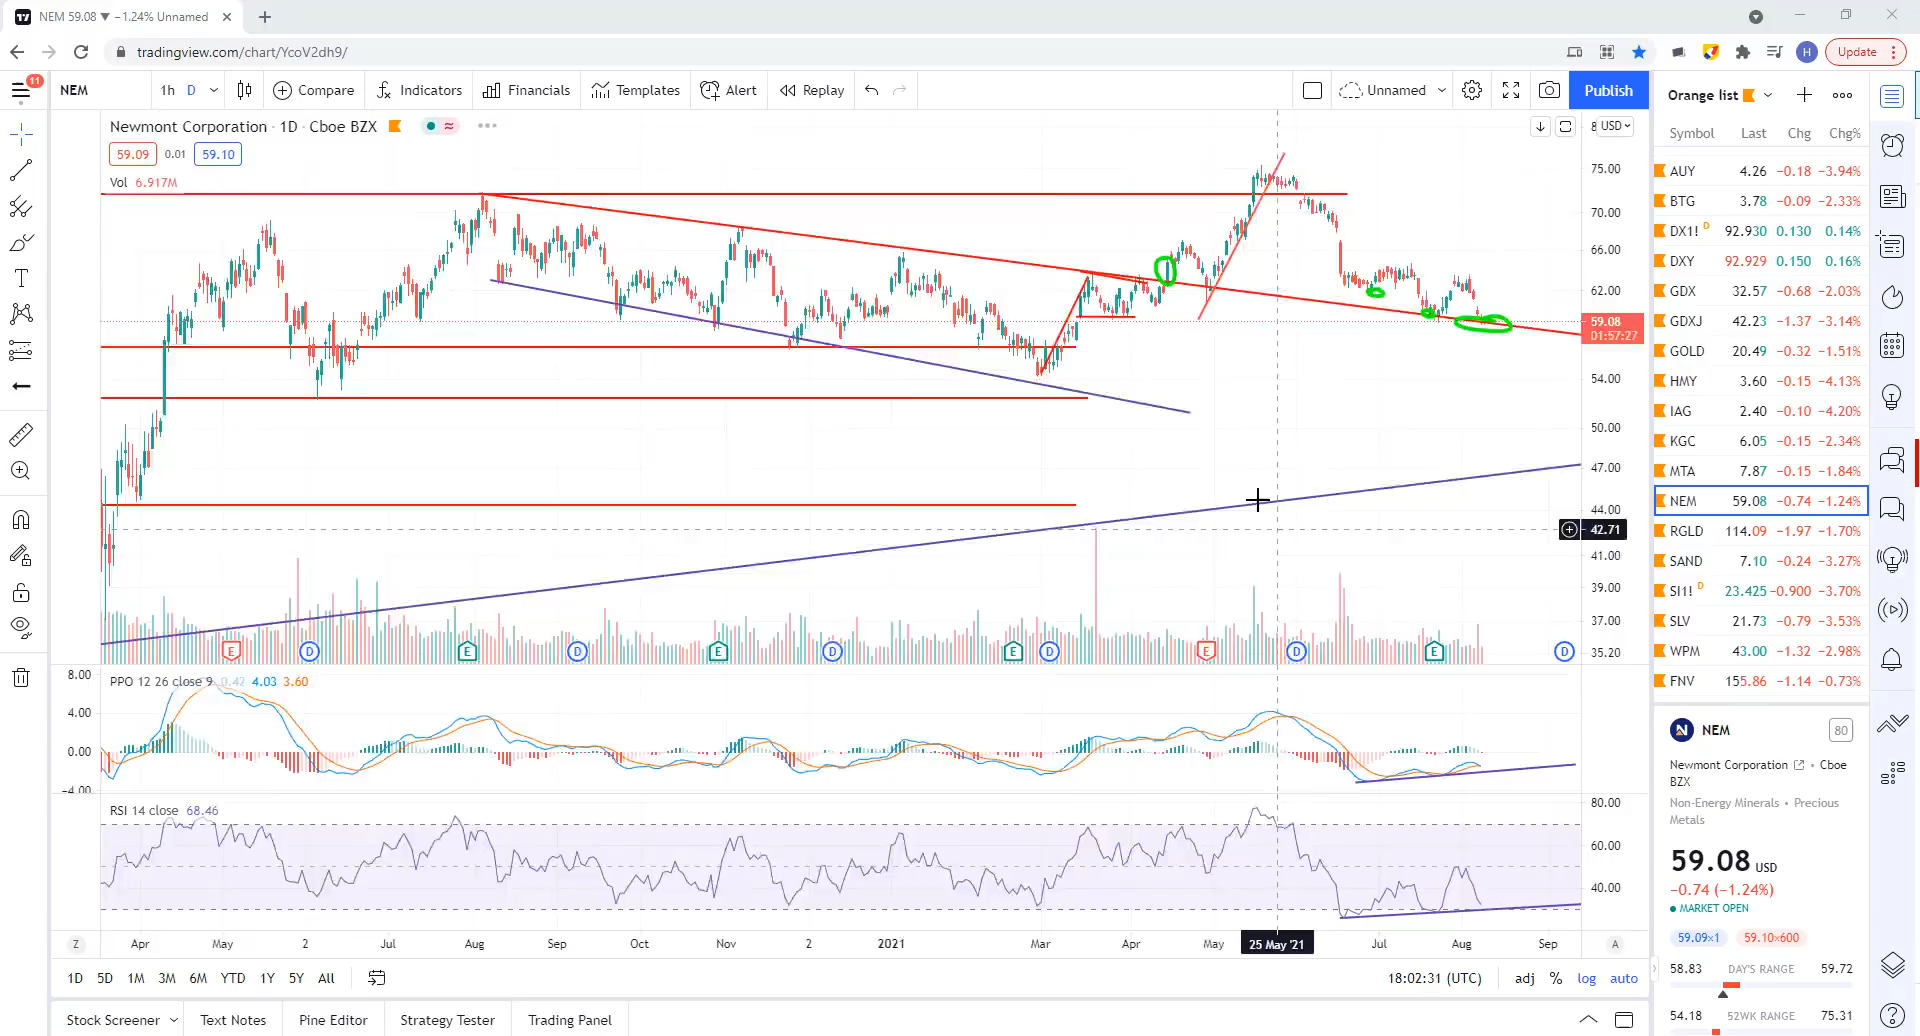 NEM 59.08 ▼ −1.24% Unnamed
tradingview.com/chart/YcoV2dh9/
H
Update
11
NEM
1h D
Compare
Indicators
Financials
Templates
Alert
Replay
Unnamed
Publish
Newmont Corporation · 1D · Cboe BZX
59.09 0.01 59.10
Vol 6.917M
USD
75.00
70.00
66.00
62.00
59.08
01:57:27
54.00
50.00
47.00
44.00
42.71
41.00
39.00
37.00
35.20
E D E D E D E D E D E D
PPO 12 26 close 9 0.42 4.03 3.60
8.00
4.00
0.00
−4.00
RSI 14 close 68.46
80.00
60.00
40.00
Z Apr May 2 Jul Aug Sep Oct Nov 2 2021 Mar Apr May 25 May '21 Jul Aug Sep A
1D 5D 1M 3M 6M YTD 1Y 5Y All
18:02:31 (UTC) adj % log auto
Stock Screener Text Notes Pine Editor Strategy Tester Trading Panel
Orange list
Symbol Last Chg Chg%
AUY 4.26 −0.18 −3.94%
BTG 3.78 −0.09 −2.33%
DX1! D 92.930 0.130 0.14%
DXY 92.929 0.150 0.16%
GDX 32.57 −0.68 −2.03%
GDXJ 42.23 −1.37 −3.14%
GOLD 20.49 −0.32 −1.51%
HMY 3.60 −0.15 −4.13%
IAG 2.40 −0.10 −4.20%
KGC 6.05 −0.15 −2.34%
MTA 7.87 −0.15 −1.84%
NEM 59.08 −0.74 −1.24%
RGLD 114.09 −1.97 −1.70%
SAND 7.10 −0.24 −3.27%
SI1! D 23.425 −0.900 −3.70%
SLV 21.73 −0.79 −3.53%
WPM 43.00 −1.32 −2.98%
FNV 155.86 −1.14 −0.73%
NEM 80
Newmont Corporation · Cboe
BZX
Non-Energy Minerals · Precious
Metals
59.08 USD
−0.74 (−1.24%)
MARKET OPEN
59.09×1 59.10×600
58.83 DAY'S RANGE 59.72
54.18 52WK RANGE 75.31